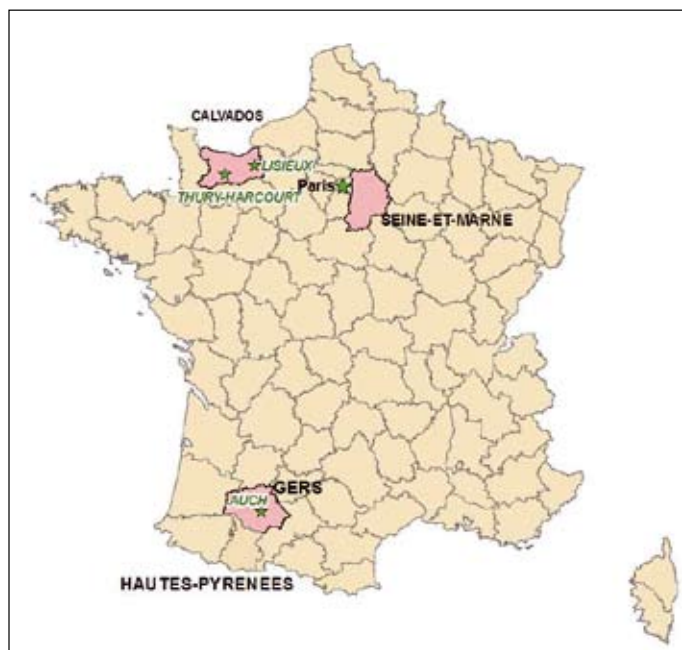 CALVADOS
LISIEUX
Paris
THURY-HARCOURT
SEINE-ET-MARNE
GERS
AUCH
HAUTES-PYRENEES